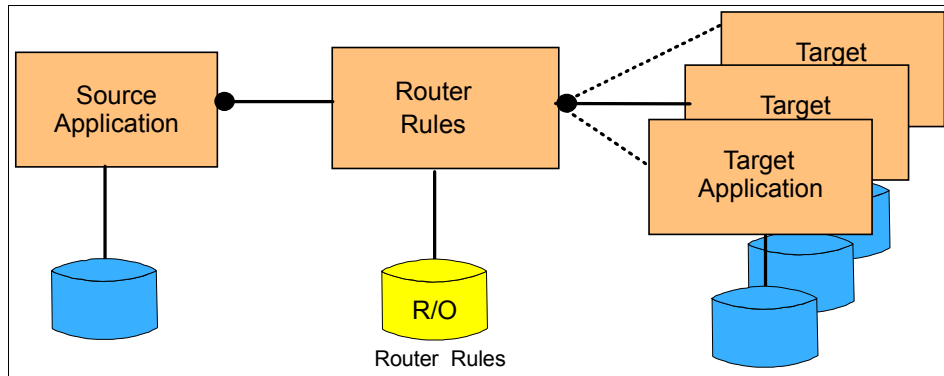 Source
Application
Router
Rules
Target
Target
Target
Application
R/O
Router Rules